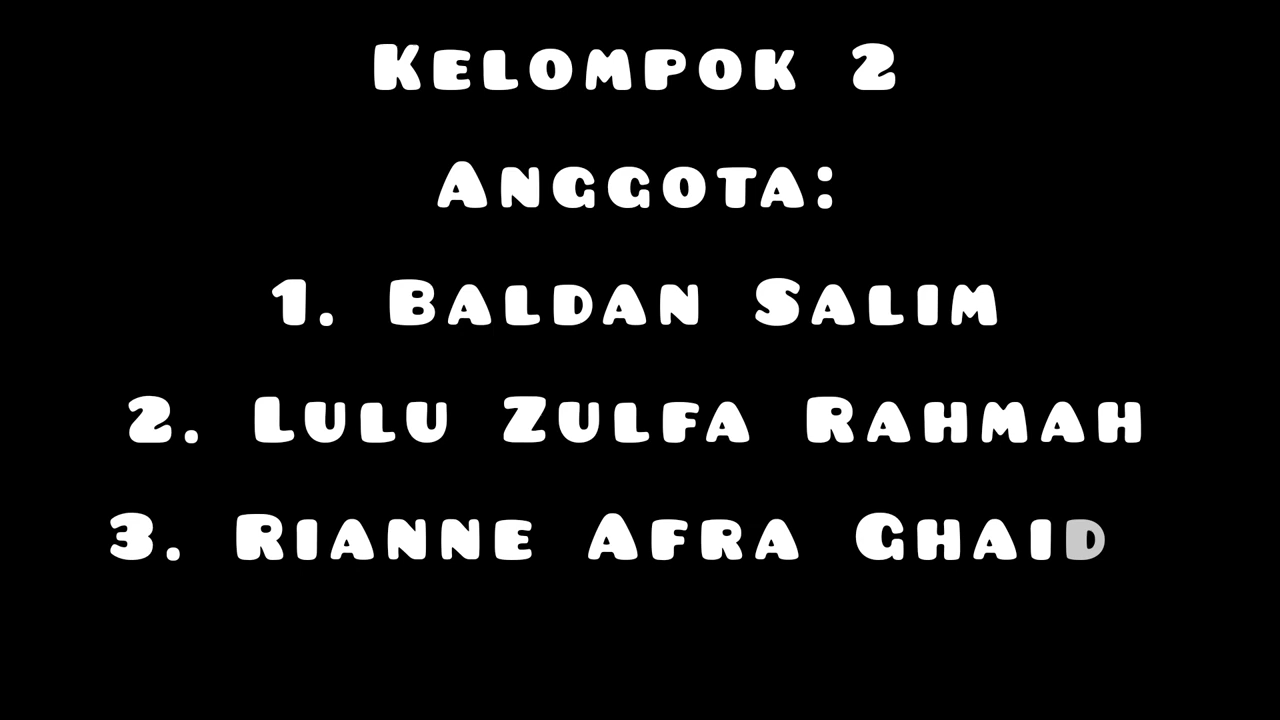 Kelompok 2
Anggota:
1. Baldan Salim
2. Lulu Zulfa Rahmah
3. Rianne Afra Ghaid